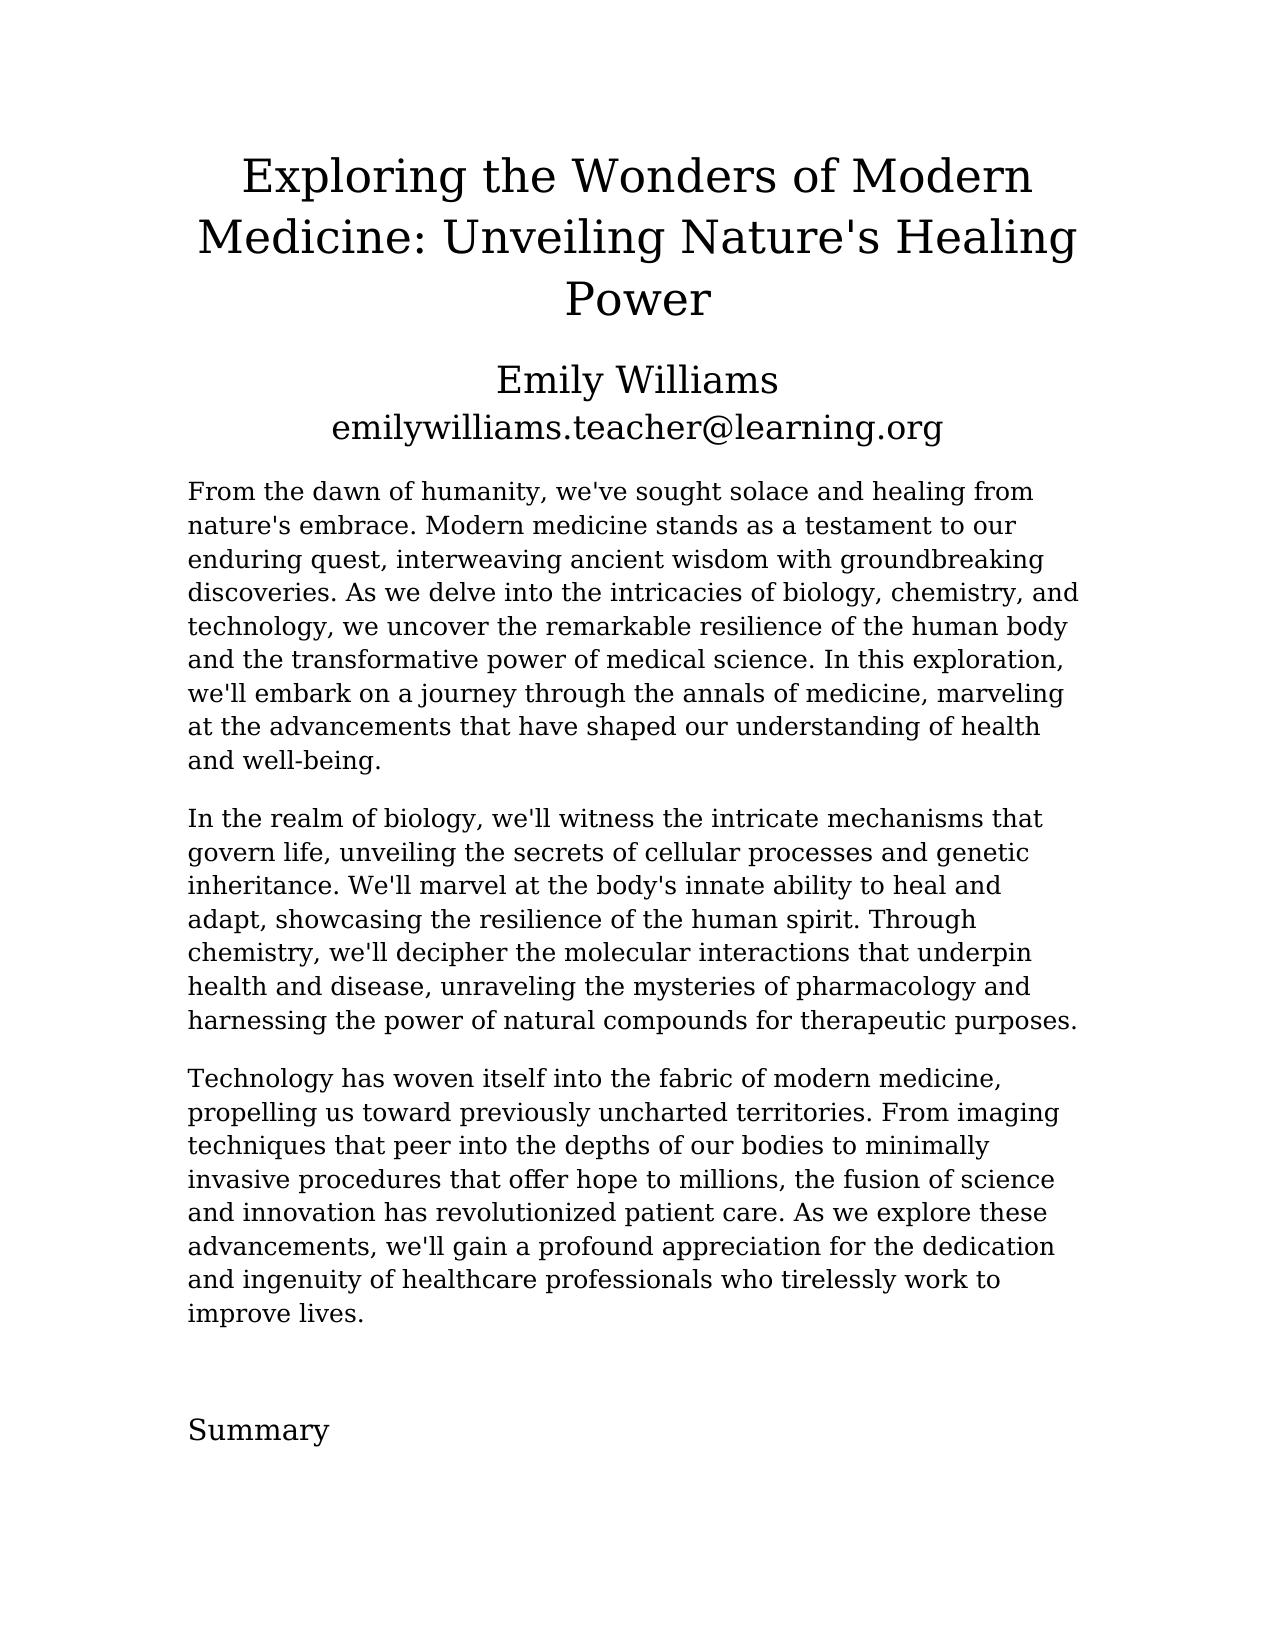 Exploring the Wonders of Modern
Medicine: Unveiling Nature's Healing
Power
Emily Williams
emilywilliams.teacher@learning.org
From the dawn of humanity, we've sought solace and healing from
nature's embrace. Modern medicine stands as a testament to our
enduring quest, interweaving ancient wisdom with groundbreaking
discoveries. As we delve into the intricacies of biology, chemistry, and
technology, we uncover the remarkable resilience of the human body
and the transformative power of medical science. In this exploration,
we'll embark on a journey through the annals of medicine, marveling
at the advancements that have shaped our understanding of health
and well-being.
In the realm of biology, we'll witness the intricate mechanisms that
govern life, unveiling the secrets of cellular processes and genetic
inheritance. We'll marvel at the body's innate ability to heal and
adapt, showcasing the resilience of the human spirit. Through
chemistry, we'll decipher the molecular interactions that underpin
health and disease, unraveling the mysteries of pharmacology and
harnessing the power of natural compounds for therapeutic purposes.
Technology has woven itself into the fabric of modern medicine,
propelling us toward previously uncharted territories. From imaging
techniques that peer into the depths of our bodies to minimally
invasive procedures that offer hope to millions, the fusion of science
and innovation has revolutionized patient care. As we explore these
advancements, we'll gain a profound appreciation for the dedication
and ingenuity of healthcare professionals who tirelessly work to
improve lives.
Summary